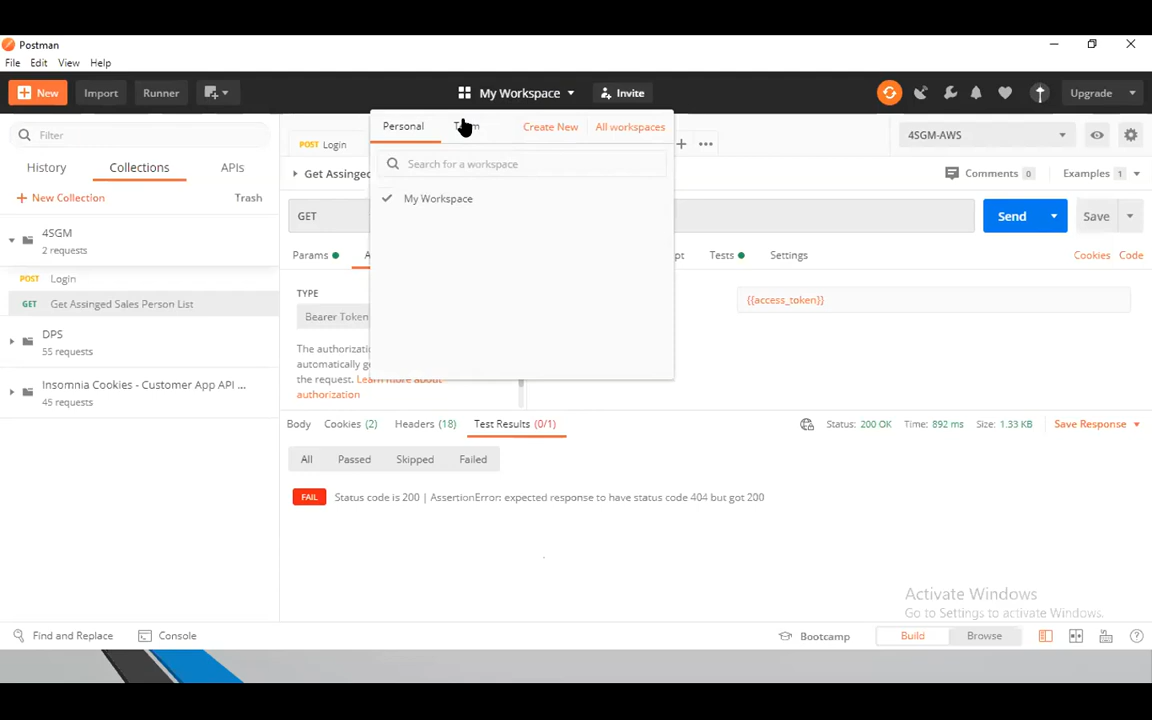 Postman
File Edit View Help
New Import Runner My Workspace Invite Upgrade
Filter
History Collections APIs
New Collection Trash
4SGM
2 requests
POST Login
GET Get Assinged Sales Person List
DPS
55 requests
Insomnia Cookies - Customer App API ...
45 requests
Personal Create New All workspaces
Search for a workspace
My Workspace
POST Login
4SGM-AWS
Get Assinged
Comments 0 Examples 1
GET Send Save
Params Tests Settings Cookies Code
TYPE
Bearer Token
{{access_token}}
The authorizati
automatically ge
the request. Learn more about
authorization
Body Cookies (2) Headers (18) Test Results (0/1) Status: 200 OK Time: 892 ms Size: 1.33 KB Save Response
All Passed Skipped Failed
FAIL Status code is 200 | AssertionError: expected response to have status code 404 but got 200
Activate Windows
Go to Settings to activate Windows.
Find and Replace Console Bootcamp Build Browse